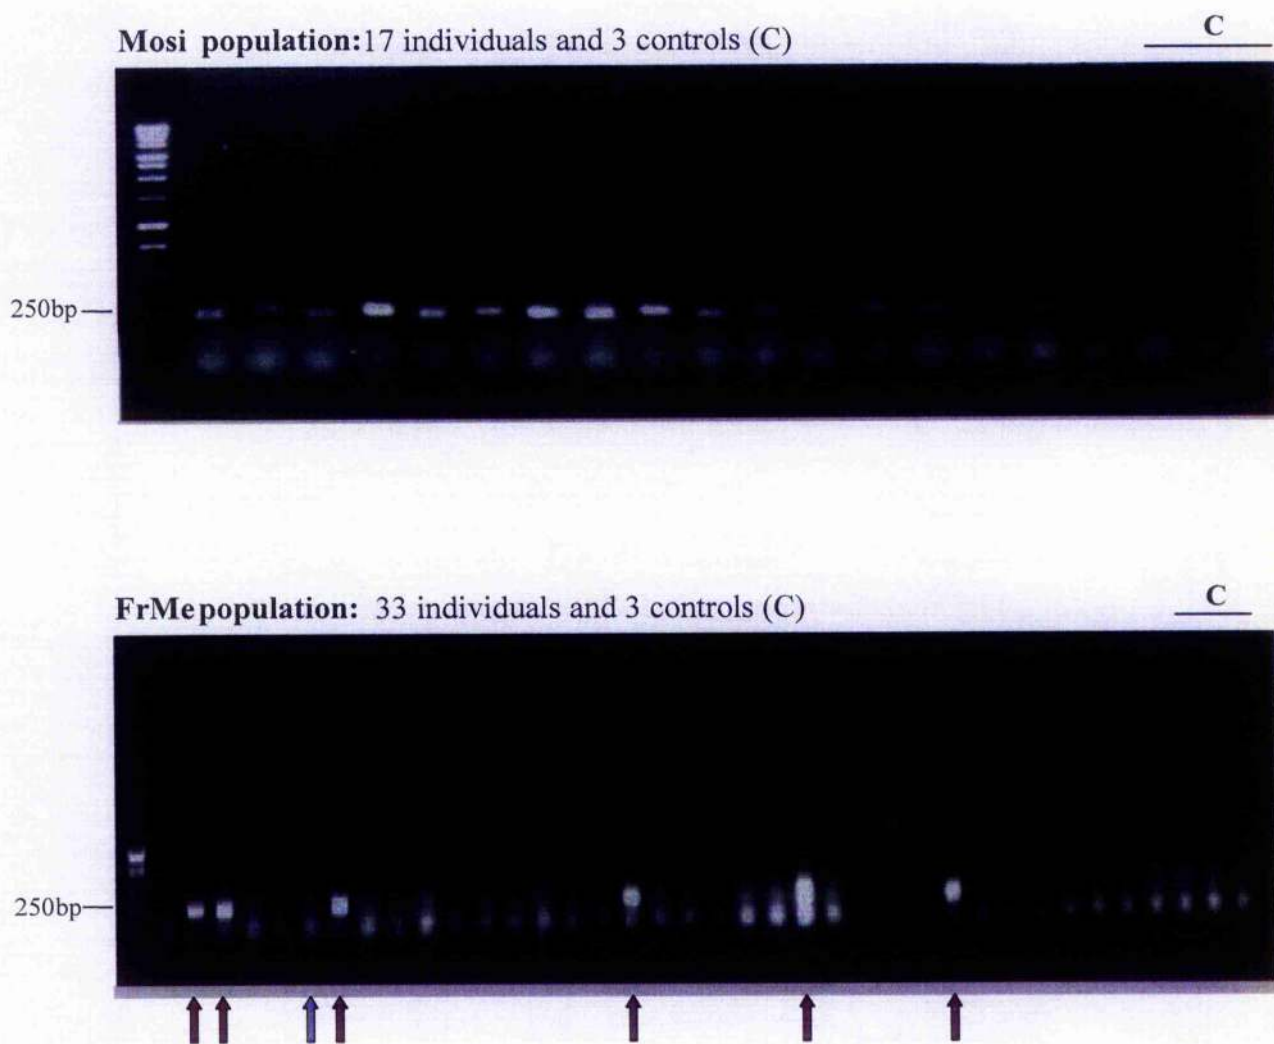 C
Mosi population:17 individuals and 3 controls (C)
250bp
C
FrMe population: 33 individuals and 3 controls (C)
250bp